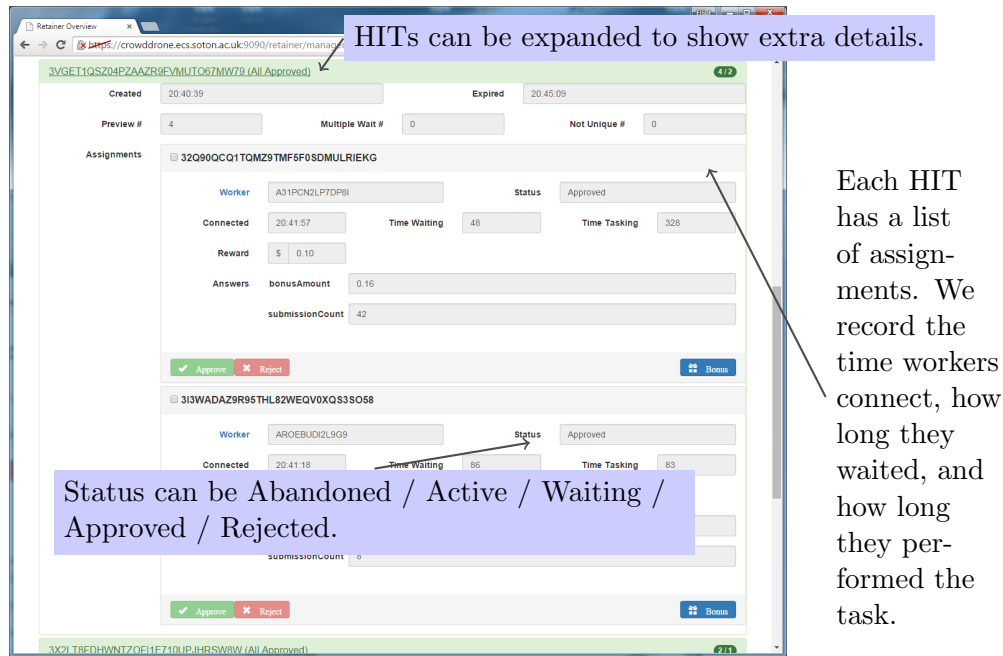 Retainer Overview
https://crowddrone.ecs.soton.ac.uk:9090/retainer/manage
HITs can be expanded to show extra details.
3VGET1QSZ04PZAAZR9FVMUTO67MW79 (All Approved) 4 / 2
Created 20:40:39 Expired 20:45:09
Preview # 4 Multiple Wait # 0 Not Unique # 0
Assignments 32Q90QCQ1TQMZ9TMF5F0SDMULRIEKG
Worker A31PCN2LP7DP8I Status Approved
Connected 20:41:57 Time Waiting 48 Time Tasking 328
Reward $ 0.10
Answers bonusAmount 0.16
submissionCount 42
Approve Reject Bonus
3I3WADAZ9R95THL82WEQV0XQS3SO58
Worker AROEBUDI2L9G9 Status Approved
Connected 20:41:18 Time Waiting 86 Time Tasking 83
Status can be Abandoned / Active / Waiting /
Approved / Rejected.
submissionCount 8
Approve Reject Bonus
3X2LT8FDHWNTZOFI1F710UPJHRSW8W (All Approved) 2 / 1
Each HIT
has a list
of assign-
ments. We
record the
time workers
connect, how
long they
waited, and
how long
they per-
formed the
task.